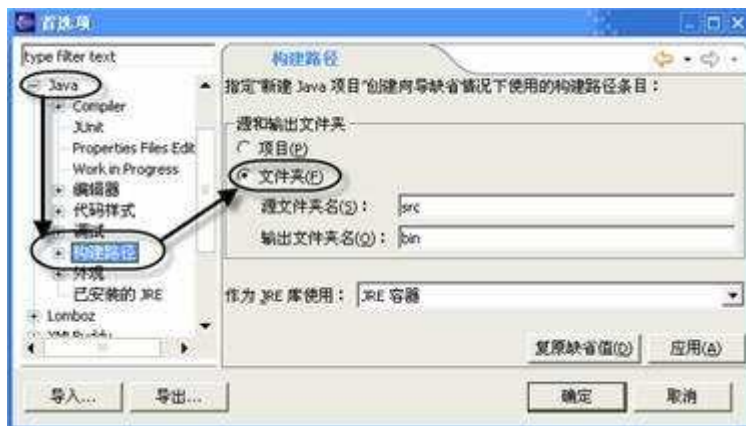 首选项
type filter text
Java
Compiler
JUnit
Properties Files Edit
Work in Progress
编辑器
代码样式
调试
构建路径
外观
已安装的 JRE
Lomboz
XMLBuddy
构建路径
指定"新建 Java 项目"创建向导缺省情况下使用的构建路径条目：
源和输出文件夹
项目(P)
文件夹(F)
源文件夹名(S)： src
输出文件夹名(O)： bin
作为 JRE 库使用： JRE 容器
复原缺省值(D) 应用(A)
导入... 导出... 确定 取消